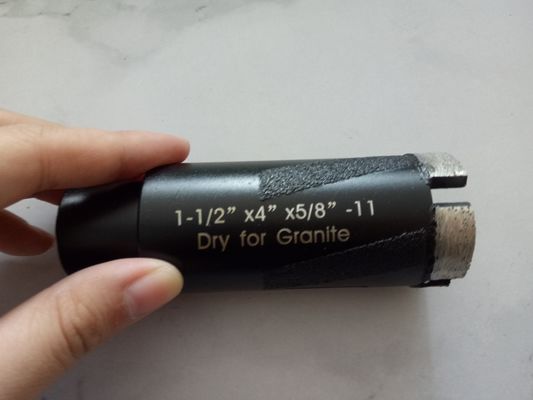 1-1/2” x4” x5/8” -11
Dry for Granite